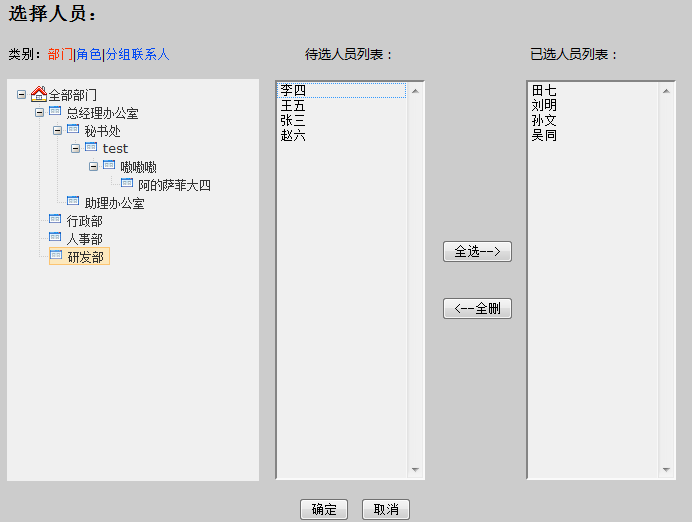 选择人员：
类别：部门|角色|分组联系人
待选人员列表：
已选人员列表：
全部部门
总经理办公室
秘书处
test
嗷嗷嗷
阿的萨菲大四
助理办公室
行政部
人事部
研发部
李四
王五
张三
赵六
全选-->
<--全删
田七
刘明
孙文
吴同
确定
取消